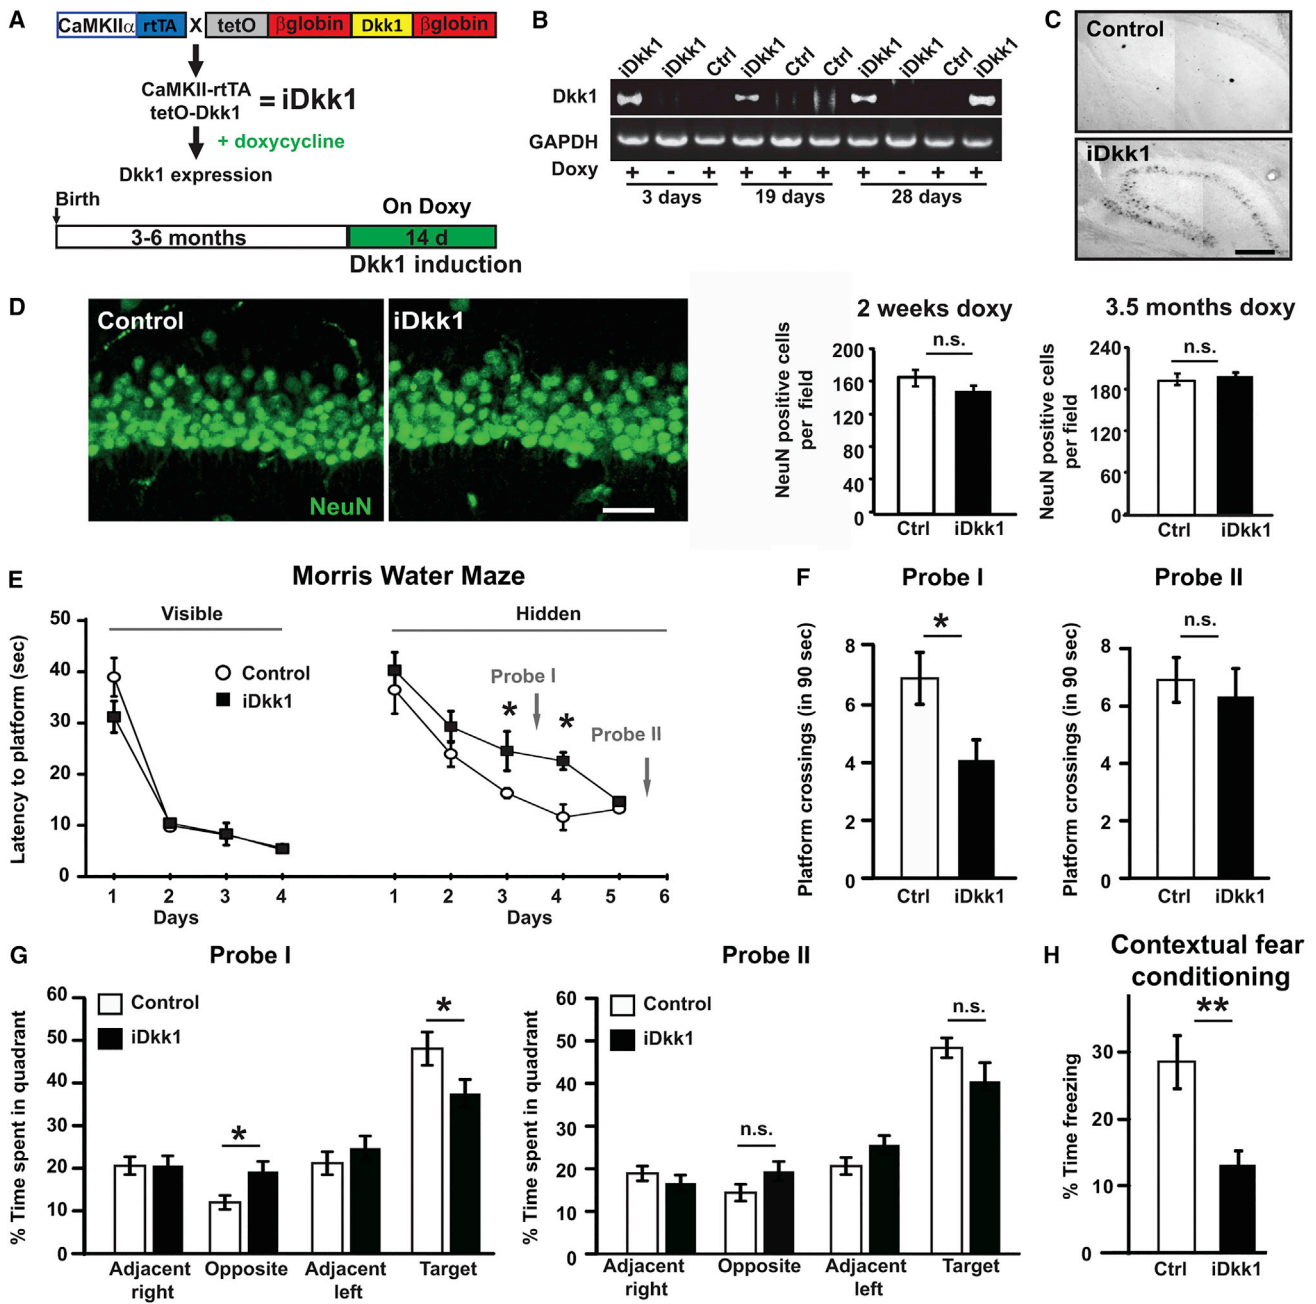 A
CaMKIIα rtTA X tetO βglobin Dkk1 βglobin
CaMKII-rtTA
tetO-Dkk1
= iDkk1
+ doxycycline
Dkk1 expression
Birth
On Doxy
3-6 months
14 d
Dkk1 induction
B
iDkk1 iDkk1 Ctrl iDkk1 Ctrl Ctrl iDkk1 iDkk1 Ctrl iDkk1
Dkk1
GAPDH
Doxy + - + + + + + - + +
3 days 19 days 28 days
C
Control
iDkk1
D
Control
iDkk1
NeuN
2 weeks doxy
NeuN positive cells
per field
200
160
120
80
40
0
n.s.
Ctrl iDkk1
3.5 months doxy
NeuN positive cells
per field
240
180
120
60
0
n.s.
Ctrl iDkk1
E
Morris Water Maze
Visible
Hidden
Latency to platform (sec)
50
40
30
20
10
0
Control
iDkk1
Probe I
*
*
Probe II
1 2 3 4
Days
1 2 3 4 5 6
Days
F
Probe I
Platform crossings (in 90 sec)
8
6
4
2
0
*
Ctrl iDkk1
Probe II
Platform crossings (in 90 sec)
8
6
4
2
0
n.s.
Ctrl iDkk1
G
Probe I
% Time spent in quadrant
60
50
40
30
20
10
0
Control
iDkk1
*
*
Adjacent
right
Opposite
Adjacent
left
Target
Probe II
% Time spent in quadrant
60
50
40
30
20
10
0
Control
iDkk1
n.s.
n.s.
Adjacent
right
Opposite
Adjacent
left
Target
H
Contextual fear
conditioning
% Time freezing
30
20
10
0
**
Ctrl iDkk1